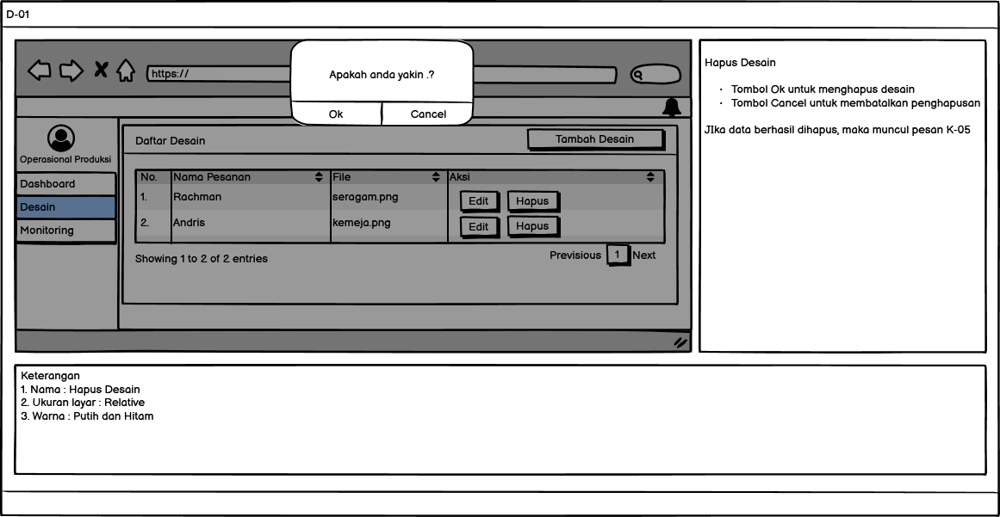 D-01
https://
Apakah anda yakin .?
Ok Cancel
Operasional Produksi
Dashboard
Desain
Monitoring
Daftar Desain
Tambah Desain
No. Nama Pesanan File Aksi
1. Rachman seragam.png Edit Hapus
2. Andris kemeja.png Edit Hapus
Showing 1 to 2 of 2 entries
Previsious 1 Next
Hapus Desain
· Tombol Ok untuk menghapus desain
· Tombol Cancel untuk membatalkan penghapusan
JIka data berhasil dihapus, maka muncul pesan K-05
Keterangan
1. Nama : Hapus Desain
2. Ukuran layar : Relative
3. Warna : Putih dan Hitam